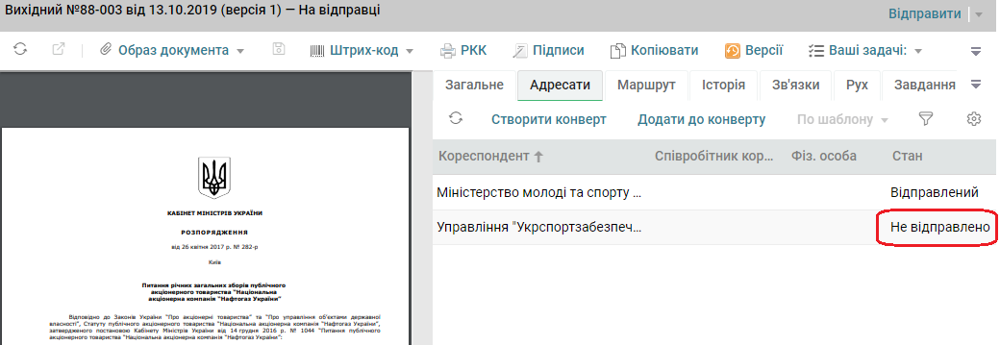 Вихідний №88-003 від 13.10.2019 (версія 1) — На відправці
Відправити
Образ документа
Штрих-код
РКК
Підписи
Копіювати
Версії
Ваші задачі:
Загальне
Адресати
Маршрут
Історія
Зв'язки
Рух
Завдання
Створити конверт
Додати до конверту
По шаблону
Кореспондент
Співробітник кор...
Фіз. особа
Стан
Міністерство молоді та спорту ...
Відправлений
Управління "Укрспортзабезпеч...
Не відправлено
КАБІНЕТ МІНІСТРІВ УКРАЇНИ
РОЗПОРЯДЖЕННЯ
від 26 квітня 2017 р. № 282-р
Київ
Питання річних загальних зборів публічного
акціонерного товариства "Національна
акціонерна компанія "Нафтогаз України"
Відповідно до Законів України "Про акціонерні товариства" та "Про управління об'єктами державної
власності", Статуту публічного акціонерного товариства "Національна акціонерна компанія "Нафтогаз України",
затвердженого постановою Кабінету Міністрів України від 14 грудня 2016 р. № 1044 "Питання публічного
акціонерного товариства "Національна акціонерна компанія "Нафтогаз України":